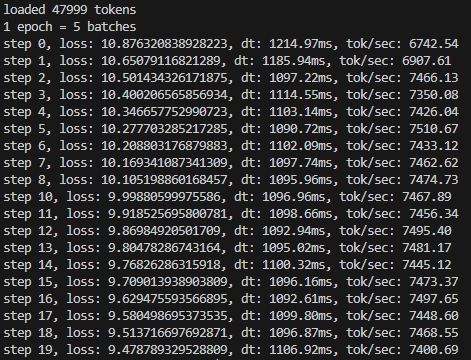 loaded 47999 tokens
1 epoch = 5 batches
step 0, loss: 10.876320838928223, dt: 1214.97ms, tok/sec: 6742.54
step 1, loss: 10.65079116821289, dt: 1185.94ms, tok/sec: 6907.61
step 2, loss: 10.501434326171875, dt: 1097.22ms, tok/sec: 7466.13
step 3, loss: 10.400206565856934, dt: 1114.55ms, tok/sec: 7350.08
step 4, loss: 10.346657752990723, dt: 1103.14ms, tok/sec: 7426.04
step 5, loss: 10.277703285217285, dt: 1090.72ms, tok/sec: 7510.67
step 6, loss: 10.208803176879883, dt: 1102.09ms, tok/sec: 7433.12
step 7, loss: 10.169341087341309, dt: 1097.74ms, tok/sec: 7462.62
step 8, loss: 10.105198860168457, dt: 1095.96ms, tok/sec: 7474.73
step 10, loss: 9.99880599975586, dt: 1096.96ms, tok/sec: 7467.89
step 11, loss: 9.918525695800781, dt: 1098.66ms, tok/sec: 7456.34
step 12, loss: 9.86984920501709, dt: 1092.94ms, tok/sec: 7495.40
step 13, loss: 9.80478286743164, dt: 1095.02ms, tok/sec: 7481.17
step 14, loss: 9.76826286315918, dt: 1100.32ms, tok/sec: 7445.12
step 15, loss: 9.709013938903809, dt: 1096.16ms, tok/sec: 7473.37
step 16, loss: 9.629475593566895, dt: 1092.61ms, tok/sec: 7497.65
step 17, loss: 9.580498695373535, dt: 1099.80ms, tok/sec: 7448.60
step 18, loss: 9.513716697692871, dt: 1096.87ms, tok/sec: 7468.55
step 19, loss: 9.478789329528809, dt: 1106.92ms, tok/sec: 7400.69